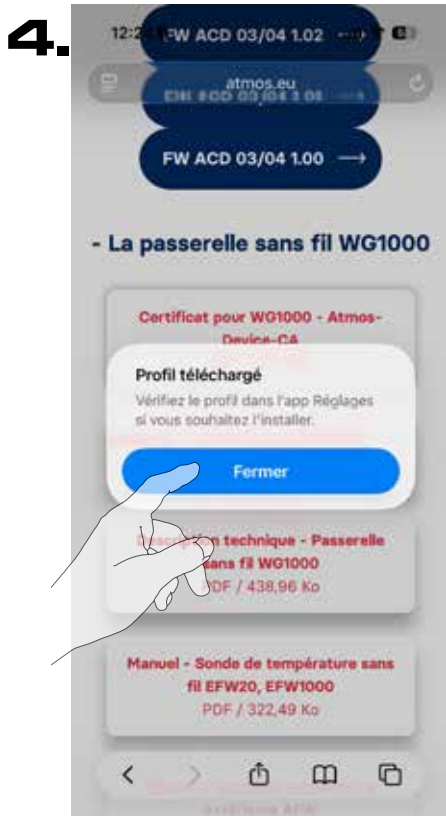 4.
FW ACD 03/04 1.02
atmos.eu
FW ACD 03/04 1.00 →
- La passerelle sans fil WG1000
Certificat pour WG1000 - Atmos-
Device-CA
Profil téléchargé
Vérifiez le profil dans l'app Réglages
si vous souhaitez l'installer.
Fermer
Description technique - Passerelle
sans fil WG1000
PDF / 438,96 Ko
Manuel - Sonde de température sans
fil EFW20, EFW1000
PDF / 322,49 Ko